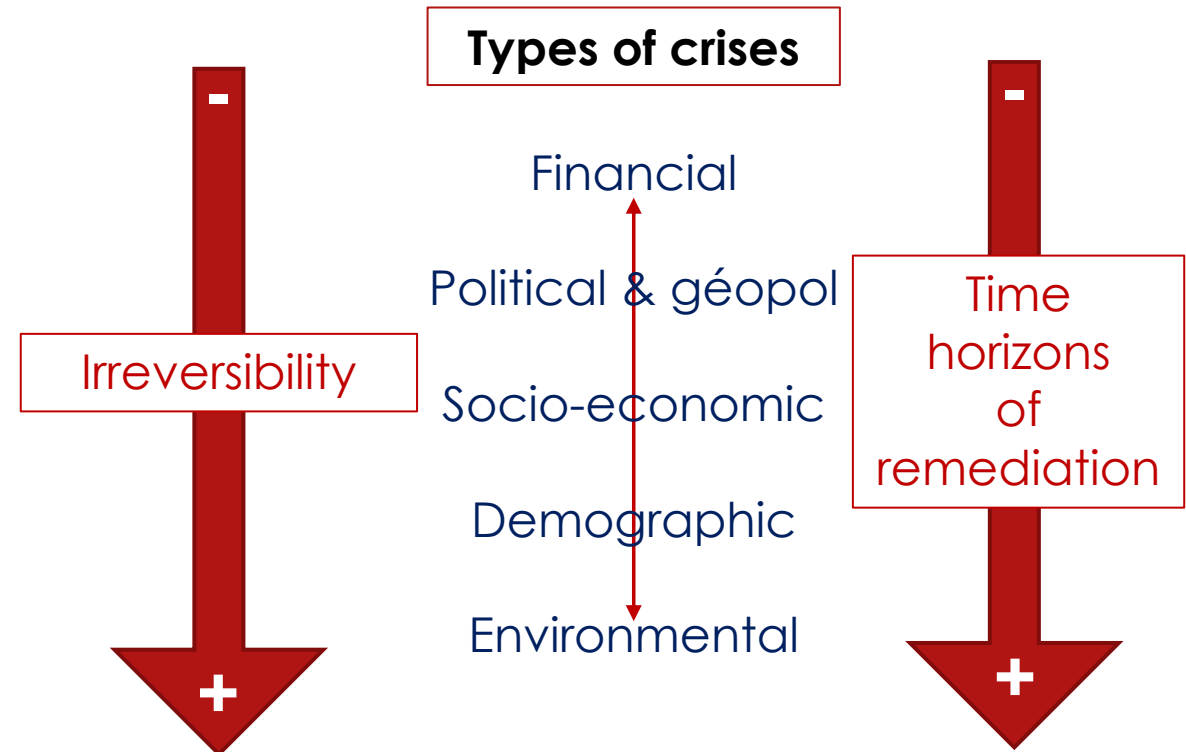 Types of crises
-
-
Financial
Political & géopol
Time
horizons
of
remediation
Irreversibility
Socio-economic
Demographic
Environmental
+
+